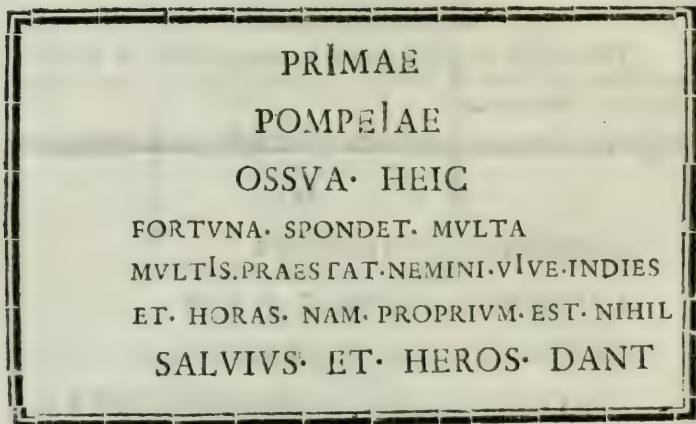 PRIMAE
POMPEIAE
OSSVA· HEIC
FORTVNA· SPONDET· MVLTA
MVLTIS.PRAESTAT·NEMINI·VIVE·INDIES
ET· HORAS· NAM· PROPRIVM· EST· NIHIL
SALVIVS· ET· HEROS· DANT